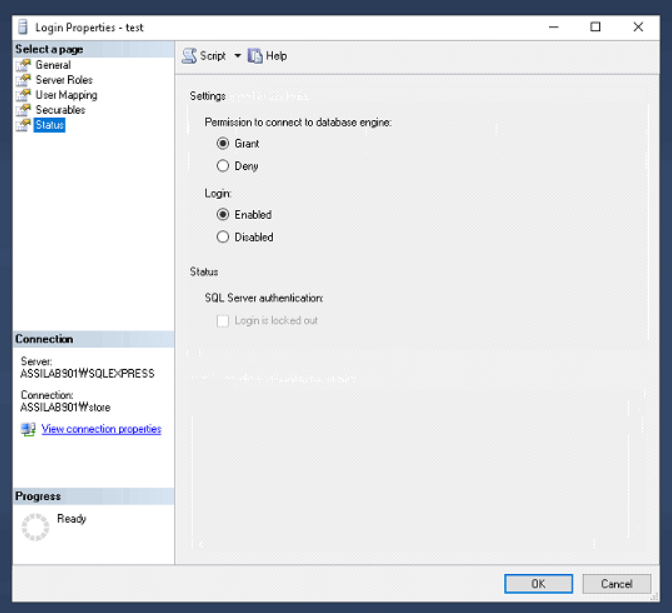 Login Properties - test
Select a page
General
Server Roles
User Mapping
Securables
Status
Script
Help
Settings
Permission to connect to database engine:
Grant
Deny
Login:
Enabled
Disabled
Status
SQL Server authentication:
Login is locked out
Connection
Server:
ASSILAB901₩SQLEXPRESS
Connection:
ASSILAB901₩store
View connection properties
Progress
Ready
OK
Cancel